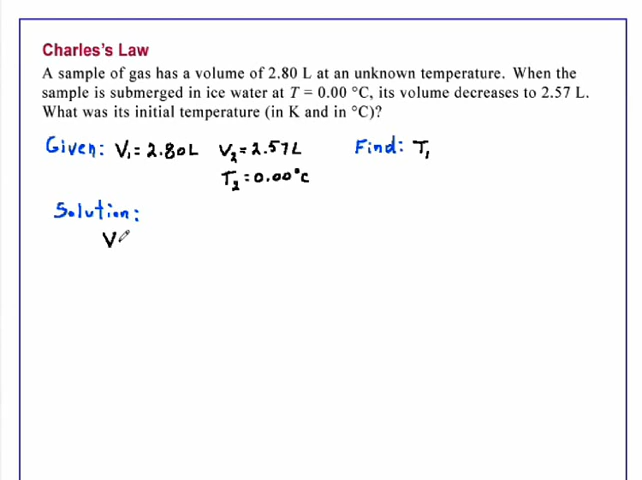 Charles's Law
A sample of gas has a volume of 2.80 L at an unknown temperature. When the
sample is submerged in ice water at T = 0.00 °C, its volume decreases to 2.57 L.
What was its initial temperature (in K and in °C)?
Given: V₁ = 2.80L V₂ = 2.57L Find: T₁
T₂ = 0.00°C
Solution:
V